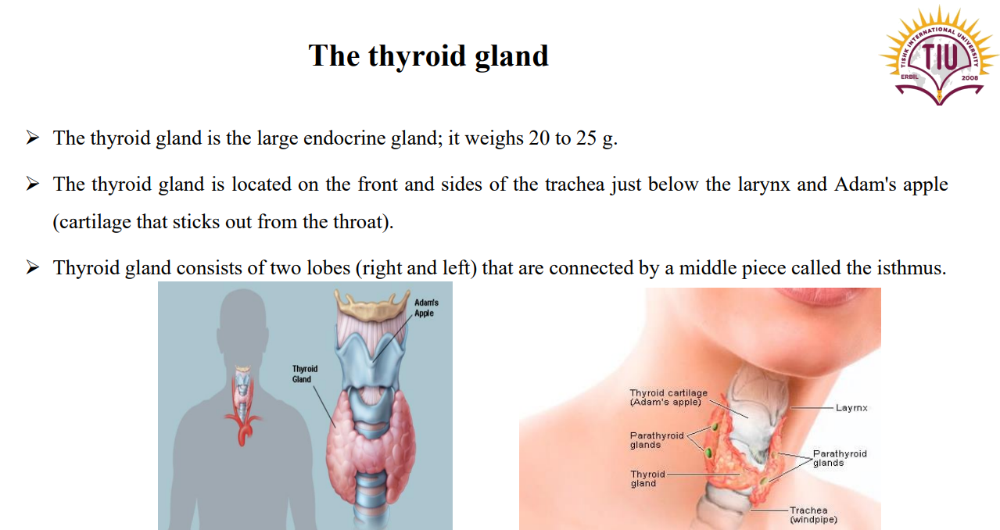 The thyroid gland
TISHK INTERNATIONAL UNIVERSITY
TIU
ERBIL 2008
➢ The thyroid gland is the large endocrine gland; it weighs 20 to 25 g.
➢ The thyroid gland is located on the front and sides of the trachea just below the larynx and Adam's apple
(cartilage that sticks out from the throat).
➢ Thyroid gland consists of two lobes (right and left) that are connected by a middle piece called the isthmus.
Adam's
Apple
Thyroid
Gland
Thyroid cartilage
(Adam's apple)
Layrnx
Parathyroid
glands
Parathyroid
glands
Thyroid
gland
Trachea
(windpipe)